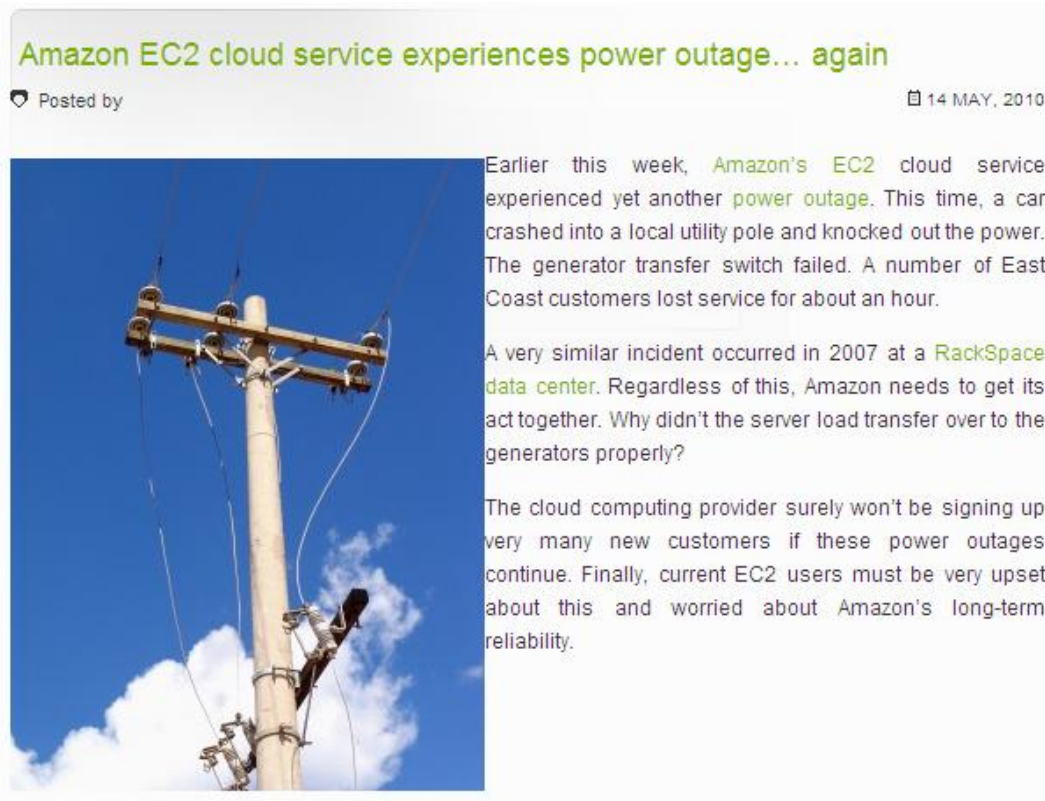 Amazon EC2 cloud service experiences power outage… again
Posted by
14 MAY, 2010
Earlier this week, Amazon's EC2 cloud service
experienced yet another power outage. This time, a car
crashed into a local utility pole and knocked out the power.
The generator transfer switch failed. A number of East
Coast customers lost service for about an hour.
A very similar incident occurred in 2007 at a RackSpace
data center. Regardless of this, Amazon needs to get its
act together. Why didn't the server load transfer over to the
generators properly?
The cloud computing provider surely won't be signing up
very many new customers if these power outages
continue. Finally, current EC2 users must be very upset
about this and worried about Amazon's long-term
reliability.